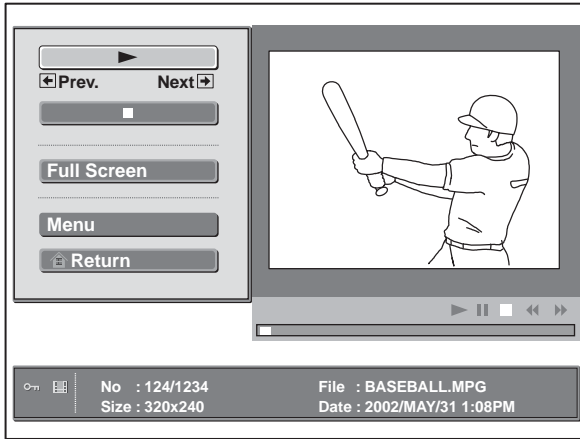 Prev. Next
Full Screen
Menu
Return
No : 124/1234
File : BASEBALL.MPG
Size : 320x240
Date : 2002/MAY/31 1:08PM